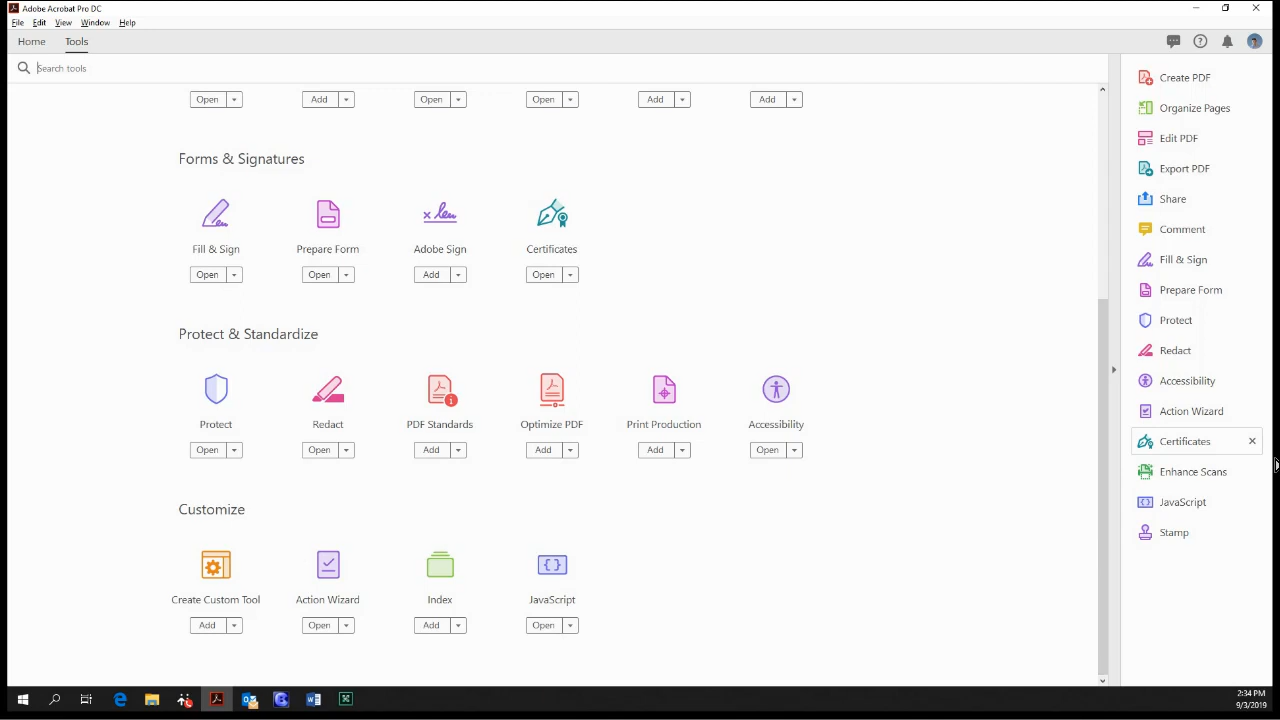 Adobe Acrobat Pro DC
File Edit View Window Help
Home Tools
Search tools
Open Add Open Open Add Add
Forms & Signatures
Fill & Sign Prepare Form Adobe Sign Certificates
Open Open Add Open
Protect & Standardize
Protect Redact PDF Standards Optimize PDF Print Production Accessibility
Open Open Add Add Add Open
Customize
Create Custom Tool Action Wizard Index JavaScript
Add Open Add Open
Create PDF
Organize Pages
Edit PDF
Export PDF
Share
Comment
Fill & Sign
Prepare Form
Protect
Redact
Accessibility
Action Wizard
Certificates
Enhance Scans
JavaScript
Stamp
2:34 PM
9/3/2019